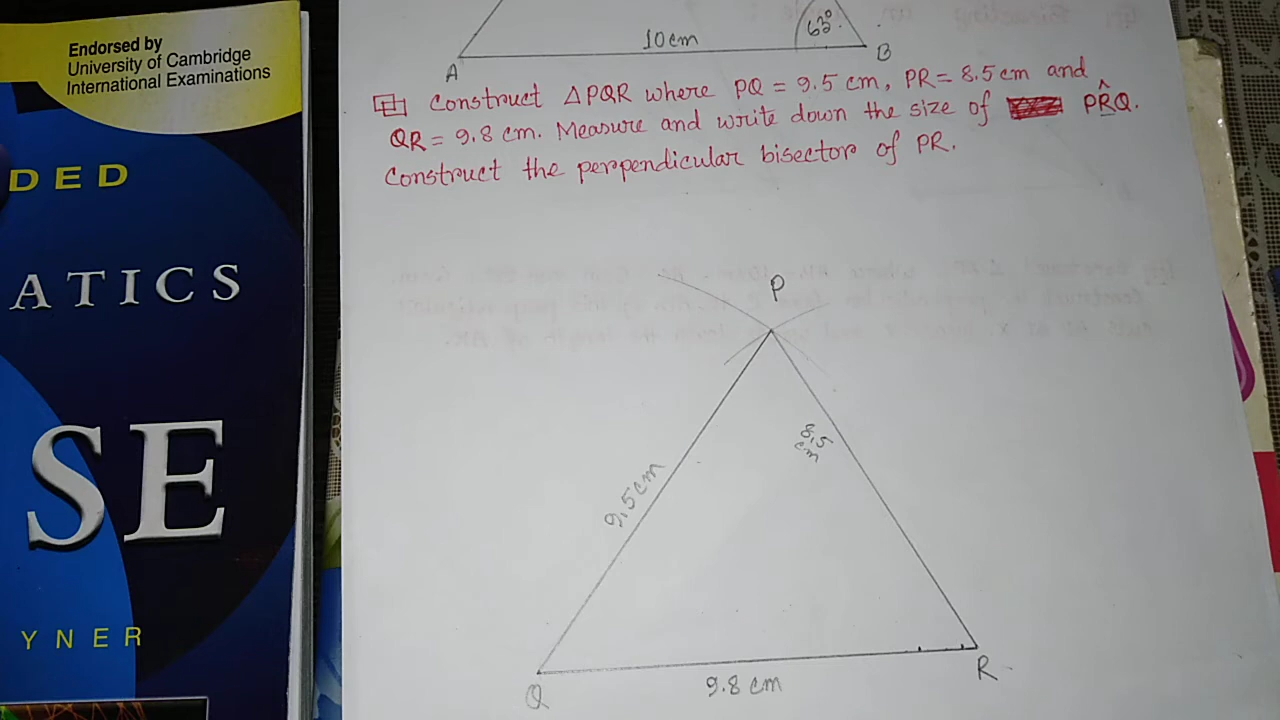 Endorsed by
University of Cambridge
International Examinations
DED
ATICS
SE
YNER
10cm
63°
A
B
Construct △PQR where PQ = 9.5 cm, PR = 8.5 cm and
QR = 9.8 cm. Measure and write down the size of PR̂Q.
Construct the perpendicular bisector of PR.
P
9.5cm
8.5
cm
Q
9.8 cm
R